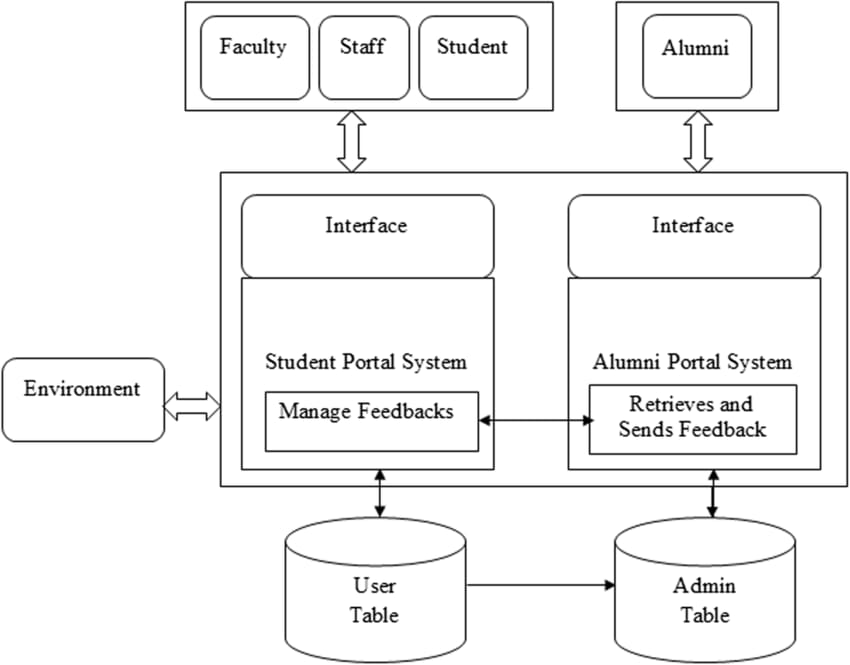 Faculty
Staff
Student
Alumni
Interface
Interface
Student Portal System
Alumni Portal System
Environment
Manage Feedbacks
Retrieves and
Sends Feedback
User
Table
Admin
Table